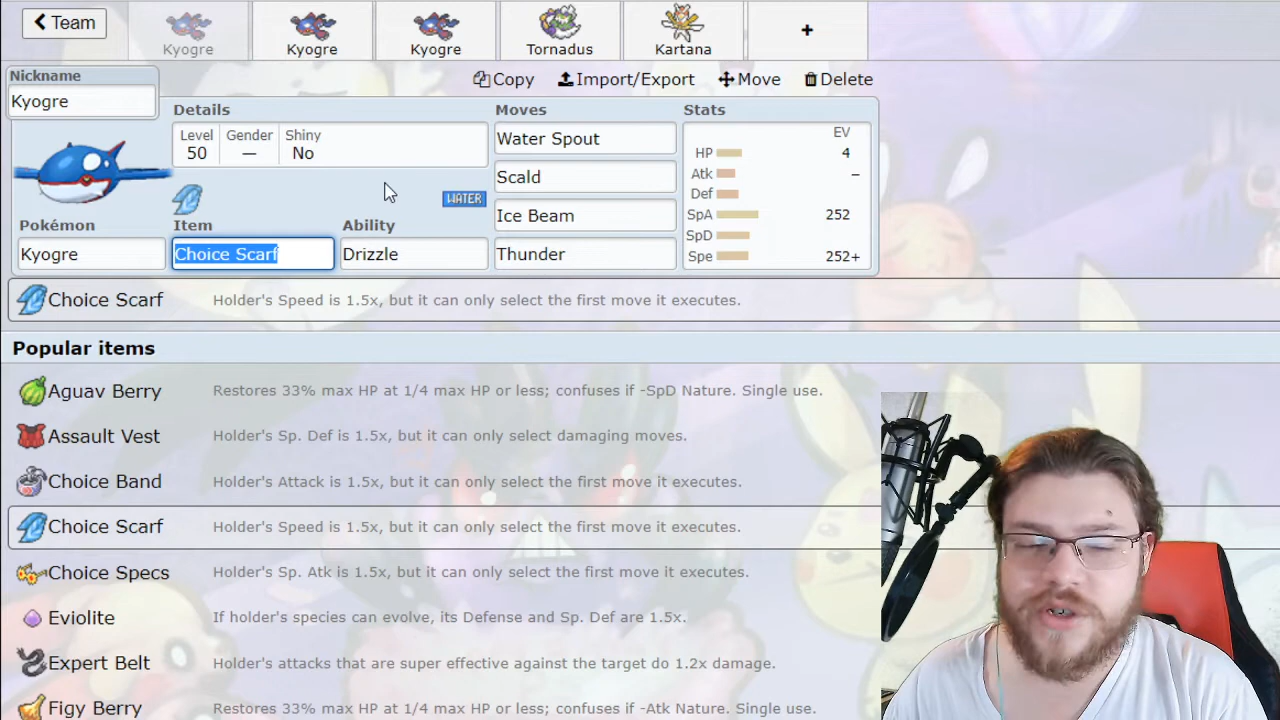 Team
Kyogre
Kyogre
Kyogre
Tornadus
Kartana
+
Copy
Import/Export
Move
Delete
Nickname
Kyogre
Details
Moves
Stats
Level
50
Gender
—
Shiny
No
Water Spout
EV
HP 4
Atk –
Def
SpA 252
SpD
Spe 252+
Scald
WATER
Ice Beam
Pokémon
Item
Ability
Kyogre
Choice Scarf
Drizzle
Thunder
Choice Scarf Holder's Speed is 1.5x, but it can only select the first move it executes.
Popular items
Aguav Berry Restores 33% max HP at 1/4 max HP or less; confuses if -SpD Nature. Single use.
Assault Vest Holder's Sp. Def is 1.5x, but it can only select damaging moves.
Choice Band Holder's Attack is 1.5x, but it can only select the first move it executes.
Choice Scarf Holder's Speed is 1.5x, but it can only select the first move it executes.
Choice Specs Holder's Sp. Atk is 1.5x, but it can only select the first move it executes.
Eviolite If holder's species can evolve, its Defense and Sp. Def are 1.5x.
Expert Belt Holder's attacks that are super effective against the target do 1.2x damage.
Figy Berry Restores 33% max HP at 1/4 max HP or less; confuses if -Atk Nature. Single use.